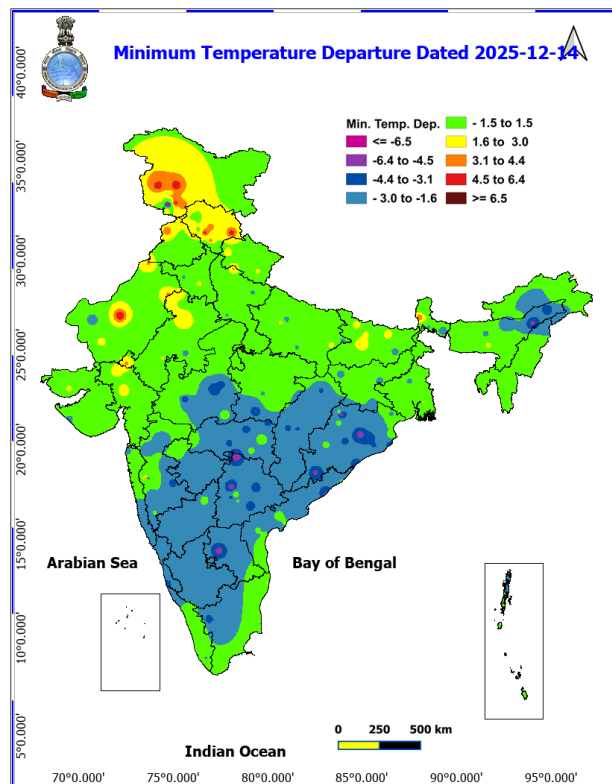 Minimum Temperature Departure Dated 2025-12-14
Min. Temp. Dep.
<= -6.5
-6.4 to -4.5
-4.4 to -3.1
- 3.0 to -1.6
- 1.5 to 1.5
1.6 to 3.0
3.1 to 4.4
4.5 to 6.4
>= 6.5
40°0.000'
35°0.000'
30°0.000'
25°0.000'
20°0.000'
15°0.000'
10°0.000'
5°0.000'
Arabian Sea
Bay of Bengal
Indian Ocean
0 250 500 km
70°0.000' 75°0.000' 80°0.000' 85°0.000' 90°0.000' 95°0.000'